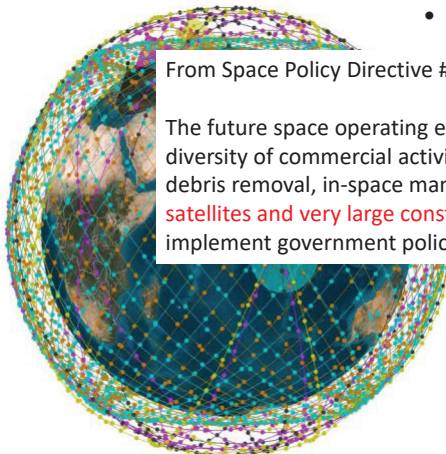 •
From Space Policy Directive #
The future space operating e
diversity of commercial activi
debris removal, in-space mar
satellites and very large const
implement government polic